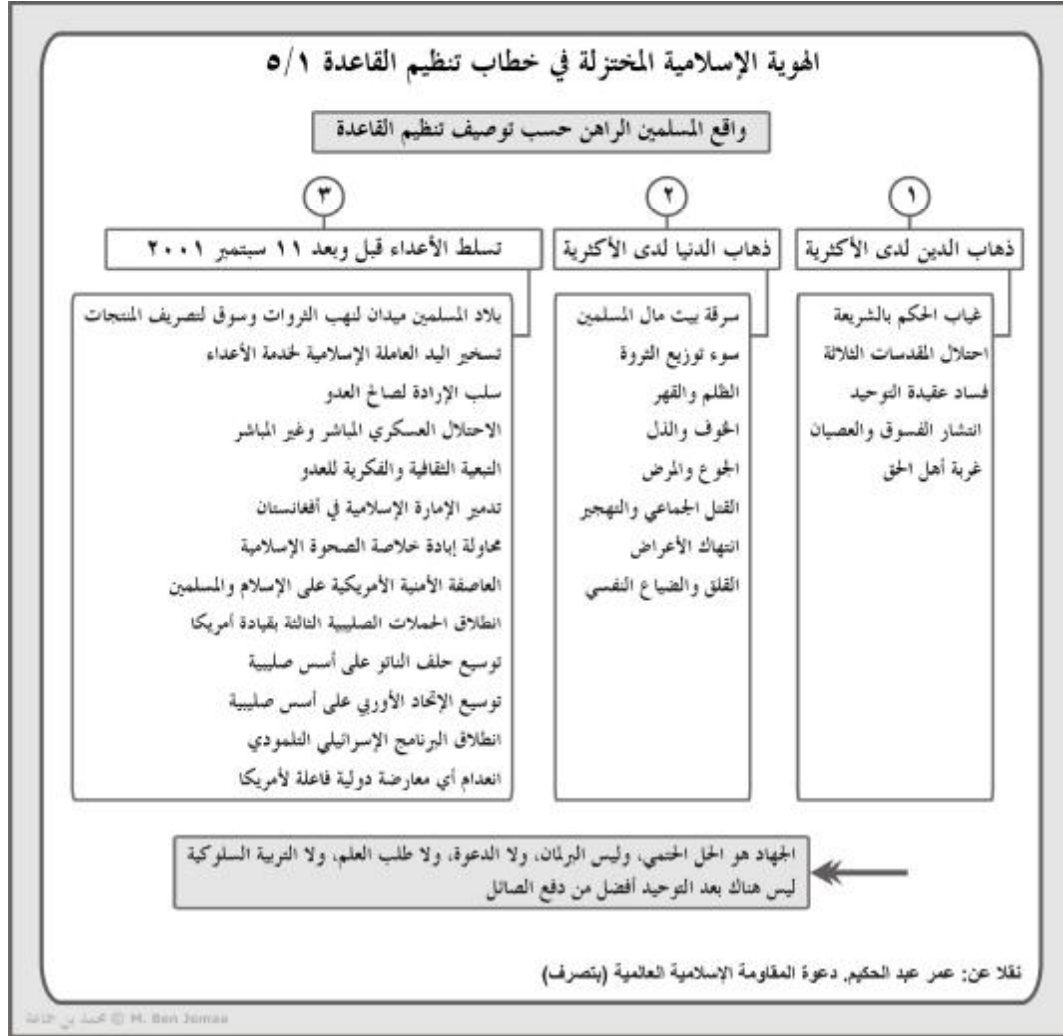 الهوية الإسلامية المختزلة في خطاب تنظيم القاعدة ٥/١
واقع المسلمين الراهن حسب توصيف تنظيم القاعدة
١
ذهاب الدين لدى الأكثرية
غياب الحكم بالشريعة
احتلال المقدسات الثلاثة
فساد عقيدة التوحيد
انتشار الفسوق والعصيان
غربة أهل الحق
٢
ذهاب الدنيا لدى الأكثرية
سرقة بيت مال المسلمين
سوء توزيع الثروة
الظلم والقهر
الخوف والذل
الجوع والمرض
القتل الجماعي والتهجير
انتهاك الأعراض
القلق والضياع النفسي
٣
تسلط الأعداء قبل وبعد ١١ سبتمبر ٢٠٠١
بلاد المسلمين ميدان لنهب الثروات وسوق لتصريف المنتجات
تسخير اليد العاملة الإسلامية لخدمة الأعداء
سلب الإرادة لصالح العدو
الاحتلال العسكري المباشر وغير المباشر
التبعية الثقافية والفكرية للعدو
تدمير الإمارة الإسلامية في أفغانستان
محاولة إبادة خلاصة الصحوة الإسلامية
العاصفة الأمنية الأمريكية على الإسلام والمسلمين
انطلاق الحملات الصليبية الثالثة بقيادة أمريكا
توسيع حلف الناتو على أسس صليبية
توسيع الإتحاد الأوربي على أسس صليبية
انطلاق البرنامج الإسرائيلي التلمودي
انعدام أي معارضة دولية فاعلة لأمريكا
الجهاد هو الحل الحتمي، وليس البرلمان، ولا الدعوة، ولا طلب العلم، ولا التربية السلوكية
ليس هناك بعد التوحيد أفضل من دفع الصائل
نقلا عن: عمر عبد الحكيم. دعوة المقاومة الإسلامية العالمية (بتصرف)
محمد بن جماعة © M. Ben Jemaa